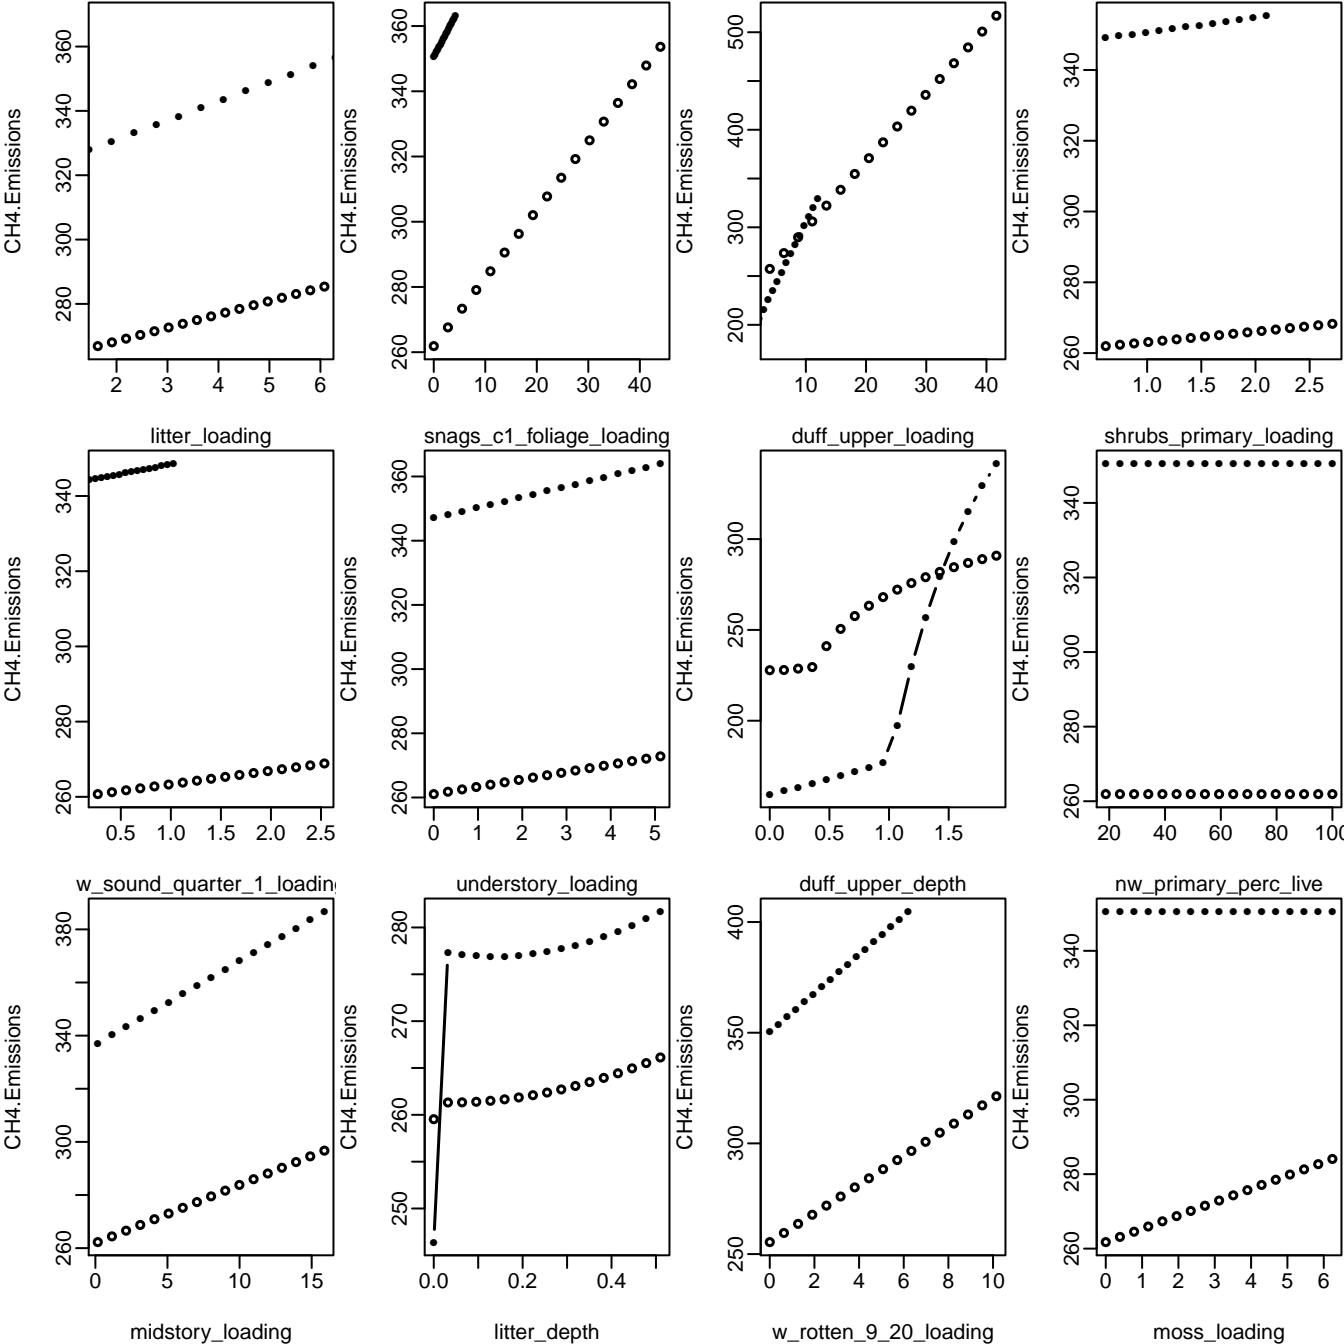 CH4.Emissions
260 280 300 320 340 360
2 3 4 5 6
litter_loading
CH4.Emissions
260 280 300 320 340 360
0 10 20 30 40
snags_c1_foliage_loading
CH4.Emissions
200 300 400 500
10 20 30 40
duff_upper_loading
CH4.Emissions
260 280 300 320 340
1.0 1.5 2.0 2.5
shrubs_primary_loading
CH4.Emissions
260 280 300 320 340
0.5 1.0 1.5 2.0 2.5
w_sound_quarter_1_loading
CH4.Emissions
260 280 300 320 340 360
0 1 2 3 4 5
understory_loading
CH4.Emissions
200 250 300
0.0 0.5 1.0 1.5
duff_upper_depth
CH4.Emissions
260 280 300 320 340
20 40 60 80 100
nw_primary_perc_live
CH4.Emissions
260 300 340 380
0 5 10 15
midstory_loading
CH4.Emissions
250 260 270 280
0.0 0.2 0.4
litter_depth
CH4.Emissions
250 300 350 400
0 2 4 6 8 10
w_rotten_9_20_loading
CH4.Emissions
260 280 300 320 340
0 1 2 3 4 5 6
moss_loading